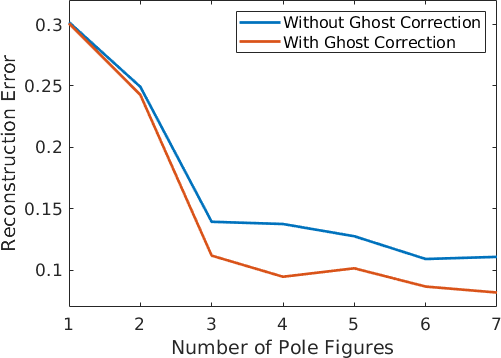 Without Ghost Correction
With Ghost Correction
Reconstruction Error
0.3
0.25
0.2
0.15
0.1
1 2 3 4 5 6 7
Number of Pole Figures